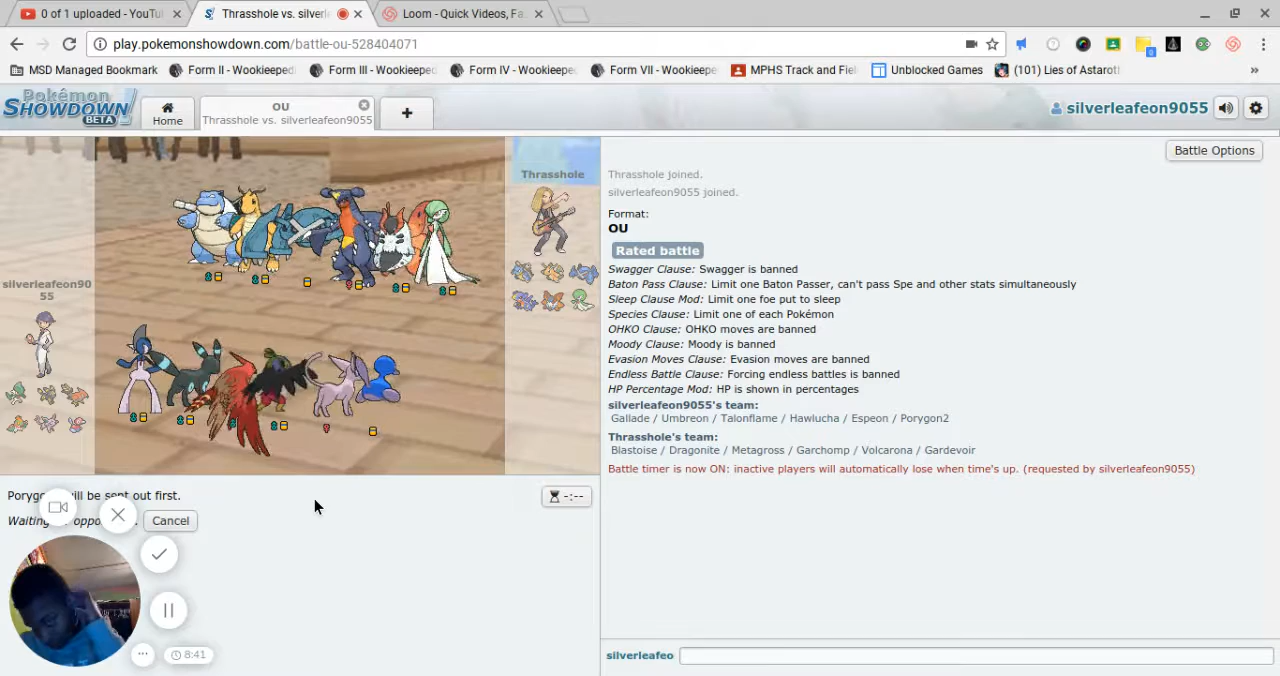 0 of 1 uploaded - YouTu
Thrasshole vs. silverle
Loom - Quick Videos, Fa
play.pokemonshowdown.com/battle-ou-528404071
0
MSD Managed Bookmark
Form II - Wookieepedi
Form III - Wookieeped
Form IV - Wookieepec
Form VII - Wookieepe
MPHS Track and Fiel
Unblocked Games
(101) Lies of Astarot
»
Pokémon
SHOWDOWN
BETA
Home
OU
Thrasshole vs. silverleafeon9055
+
silverleafeon9055
Thrasshole
silverleafeon90
55
Battle Options
Thrasshole joined.
silverleafeon9055 joined.
Format:
OU
Rated battle
Swagger Clause: Swagger is banned
Baton Pass Clause: Limit one Baton Passer, can't pass Spe and other stats simultaneously
Sleep Clause Mod: Limit one foe put to sleep
Species Clause: Limit one of each Pokémon
OHKO Clause: OHKO moves are banned
Moody Clause: Moody is banned
Evasion Moves Clause: Evasion moves are banned
Endless Battle Clause: Forcing endless battles is banned
HP Percentage Mod: HP is shown in percentages
silverleafeon9055's team:
Gallade / Umbreon / Talonflame / Hawlucha / Espeon / Porygon2
Thrasshole's team:
Blastoise / Dragonite / Metagross / Garchomp / Volcarona / Gardevoir
Battle timer is now ON: inactive players will automatically lose when time's up. (requested by silverleafeon9055)
Poryg will be sent out first.
-:--
Waiting oppo
Cancel
8:41
silverleafeo